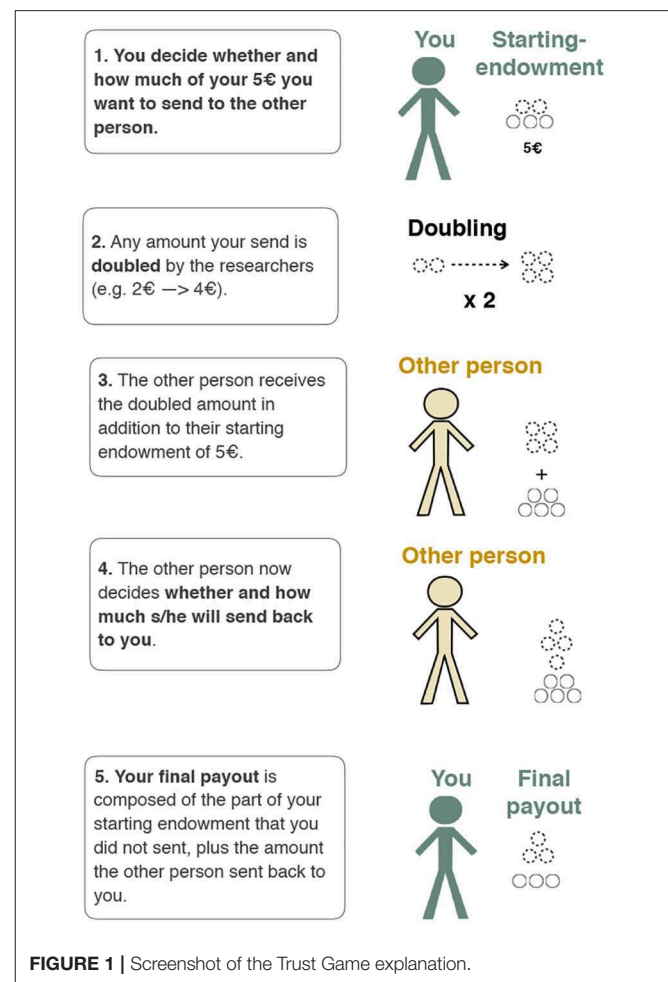 1. You decide whether and
how much of your 5€ you
want to send to the other
person.
You
Starting-
endowment
5€
2. Any amount your send is
doubled by the researchers
(e.g. 2€ —> 4€).
Doubling
x 2
3. The other person receives
the doubled amount in
addition to their starting
endowment of 5€.
Other person
+
4. The other person now
decides whether and how
much s/he will send back
to you.
Other person
5. Your final payout is
composed of the part of your
starting endowment that you
did not sent, plus the amount
the other person sent back to
you.
You
Final
payout
FIGURE 1 | Screenshot of the Trust Game explanation.